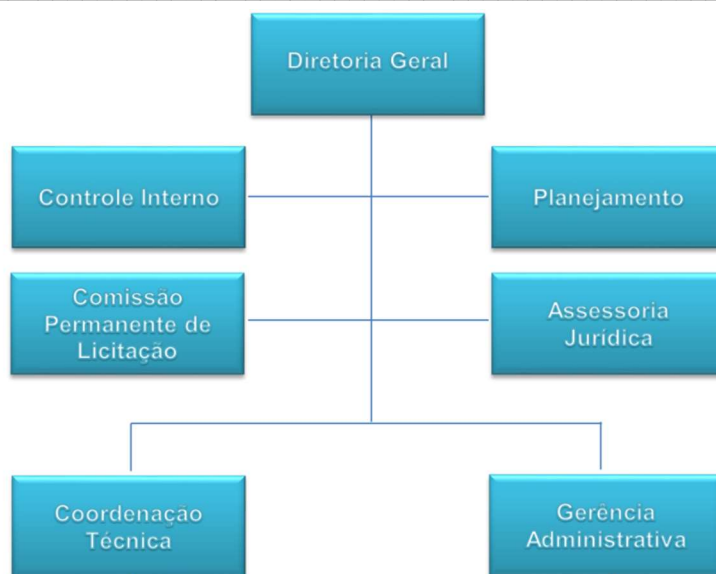 Diretoria Geral
Controle Interno
Planejamento
Comissão
Permanente de
Licitação
Assessoria
Jurídica
Coordenação
Técnica
Gerência
Administrativa